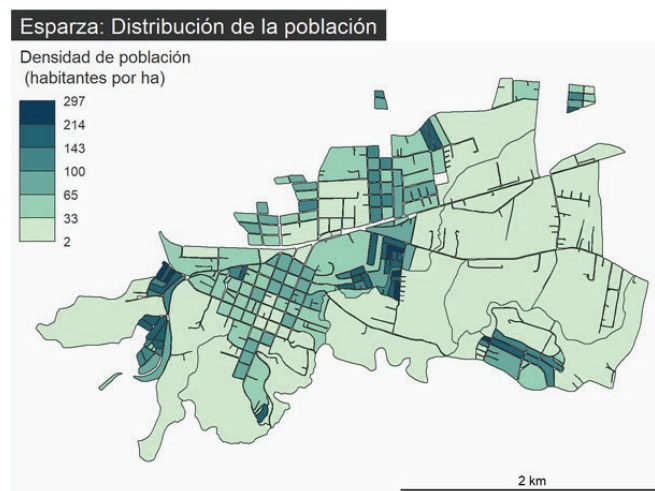 Esparza: Distribución de la población
Densidad de población
(habitantes por ha)
297
214
143
100
65
33
2
2 km